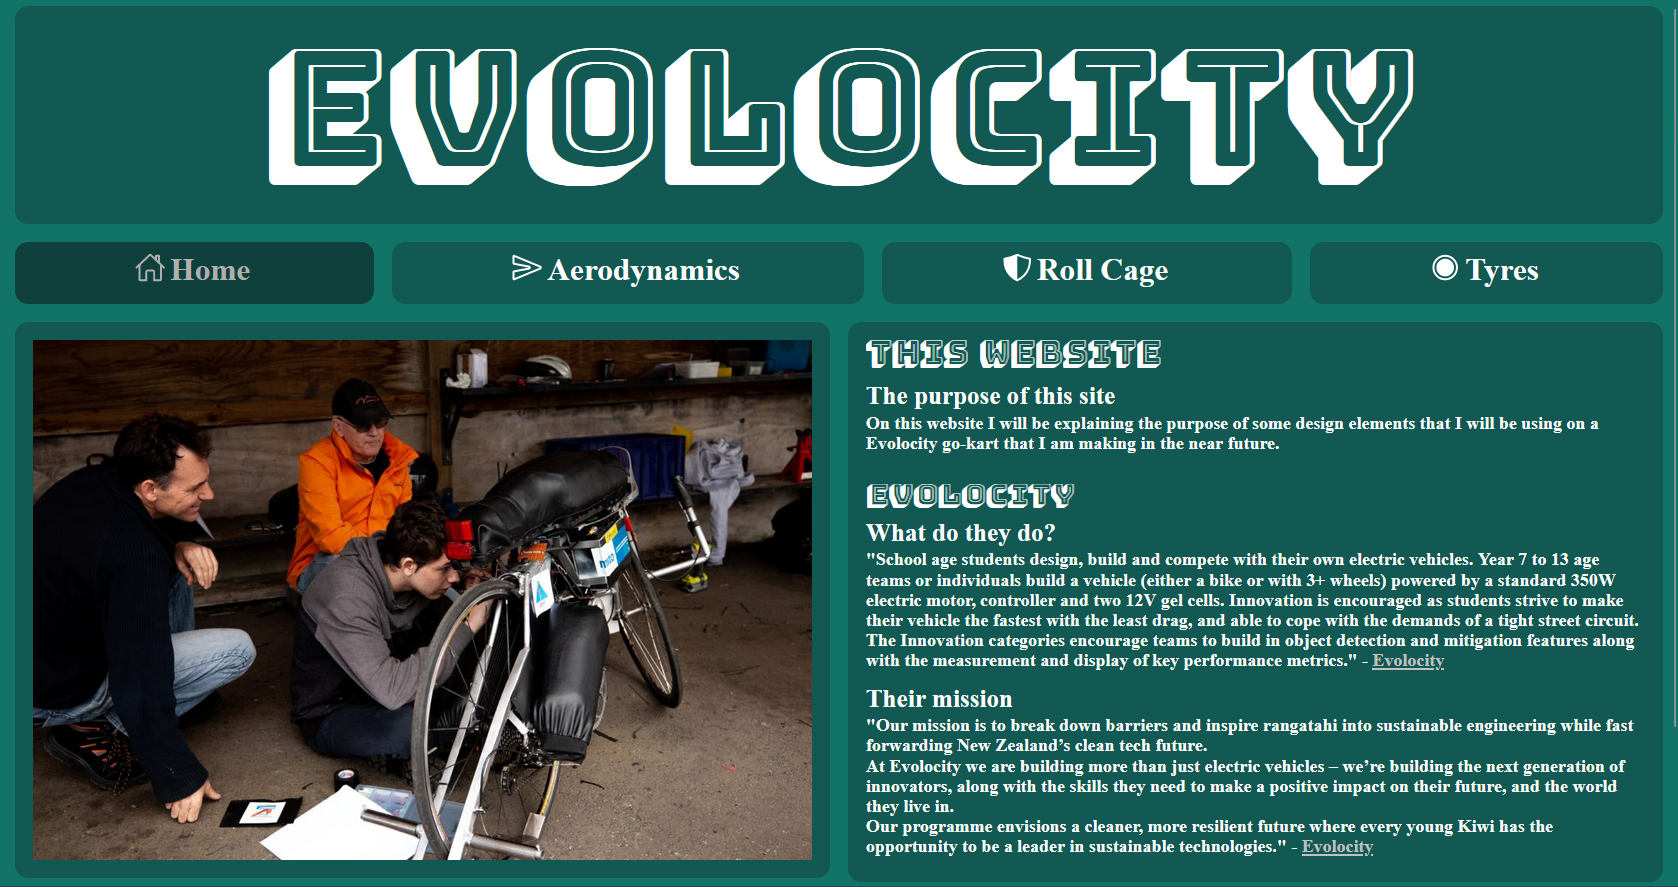 EVOLOCITY
Home
Aerodynamics
Roll Cage
Tyres
THIS WEBSITE
The purpose of this site
On this website I will be explaining the purpose of some design elements that I will be using on a
Evolocity go-kart that I am making in the near future.
EVOLOCITY
What do they do?
"School age students design, build and compete with their own electric vehicles. Year 7 to 13 age
teams or individuals build a vehicle (either a bike or with 3+ wheels) powered by a standard 350W
electric motor, controller and two 12V gel cells. Innovation is encouraged as students strive to make
their vehicle the fastest with the least drag, and able to cope with the demands of a tight street circuit.
The Innovation categories encourage teams to build in object detection and mitigation features along
with the measurement and display of key performance metrics." - Evolocity
Their mission
"Our mission is to break down barriers and inspire rangatahi into sustainable engineering while fast
forwarding New Zealand’s clean tech future.
At Evolocity we are building more than just electric vehicles – we’re building the next generation of
innovators, along with the skills they need to make a positive impact on their future, and the world
they live in.
Our programme envisions a cleaner, more resilient future where every young Kiwi has the
opportunity to be a leader in sustainable technologies." - Evolocity